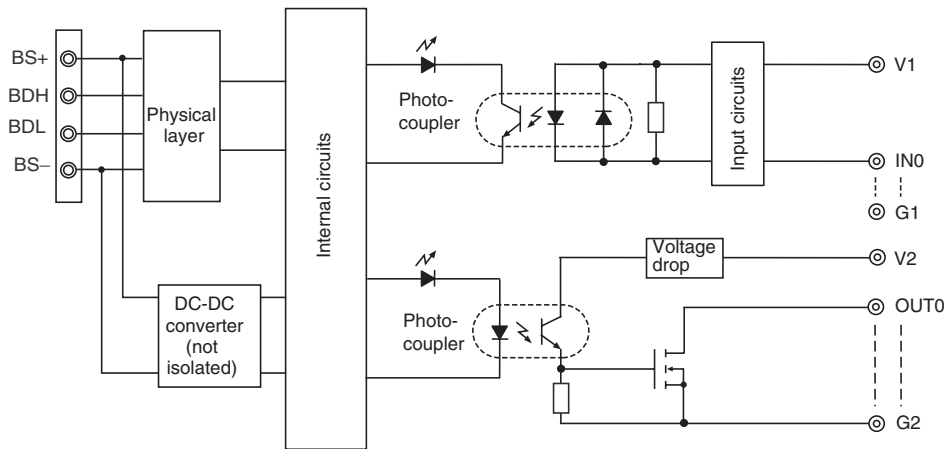 BS+
BDH
BDL
BS−
Physical
layer
DC-DC
converter
(not
isolated)
Internal circuits
Photo-
coupler
Input circuits
V1
IN0
G1
Photo-
coupler
Voltage
drop
V2
OUT0
G2